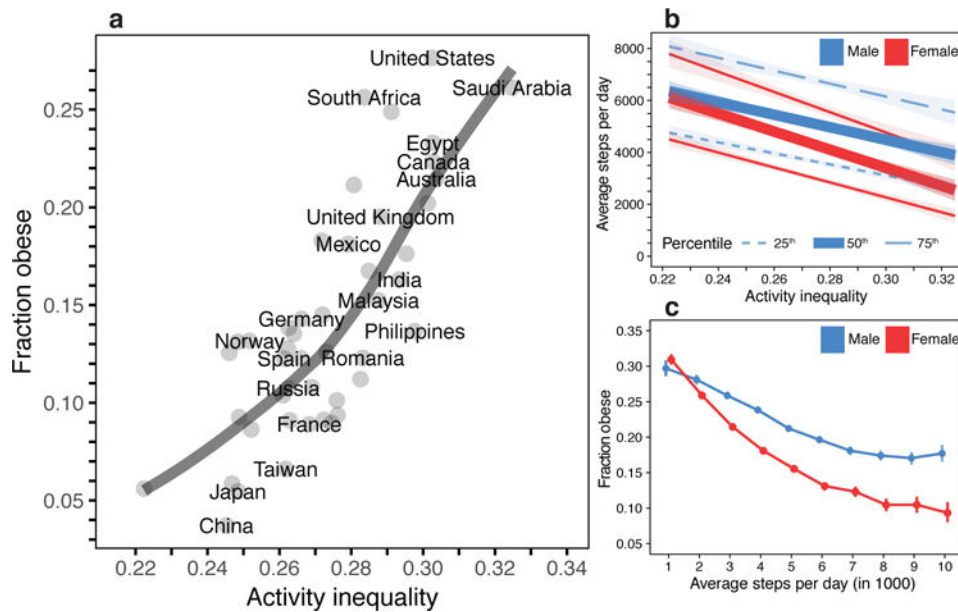 a
Fraction obese
0.25
0.20
0.15
0.10
0.05
United States
Saudi Arabia
South Africa
Egypt
Canada
Australia
United Kingdom
Mexico
India
Malaysia
Germany
Philippines
Norway
Spain
Romania
Russia
France
Taiwan
Japan
China
0.20 0.22 0.24 0.26 0.28 0.30 0.32 0.34
Activity inequality
b
Average steps per day
8000
6000
4000
2000
0
Male Female
Percentile 25th 50th 75th
0.22 0.24 0.26 0.28 0.30 0.32
Activity inequality
c
Fraction obese
0.35
0.30
0.25
0.20
0.15
0.10
0.05
Male Female
1 2 3 4 5 6 7 8 9 10
Average steps per day (in 1000)